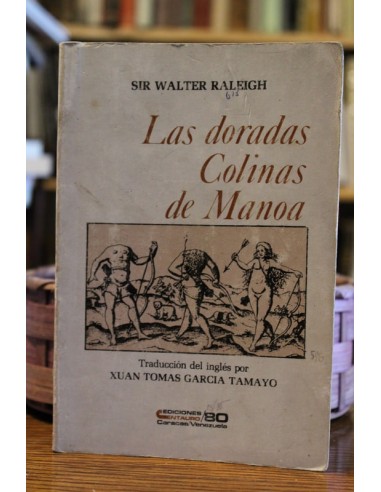 SIR WALTER RALEIGH
Las doradas
Colinas
de Manoa
Traducción del inglés por
XUAN TOMAS GARCIA TAMAYO
EDICIONES
CENTAURO/80
Caracas/Venezuela